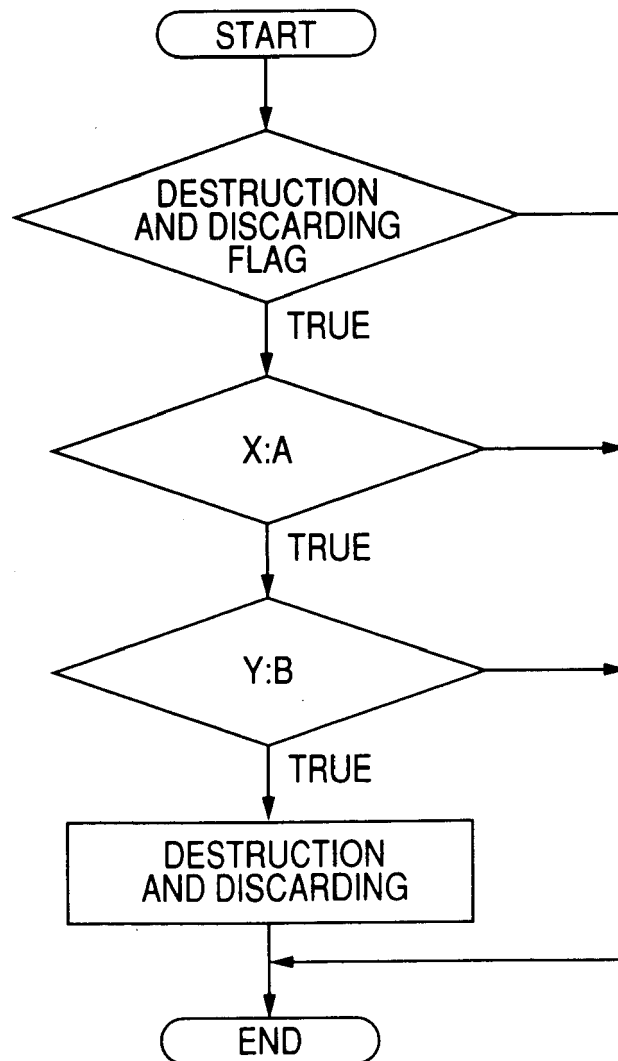 START
DESTRUCTION
AND DISCARDING
FLAG
TRUE
X:A
TRUE
Y:B
TRUE
DESTRUCTION
AND DISCARDING
END